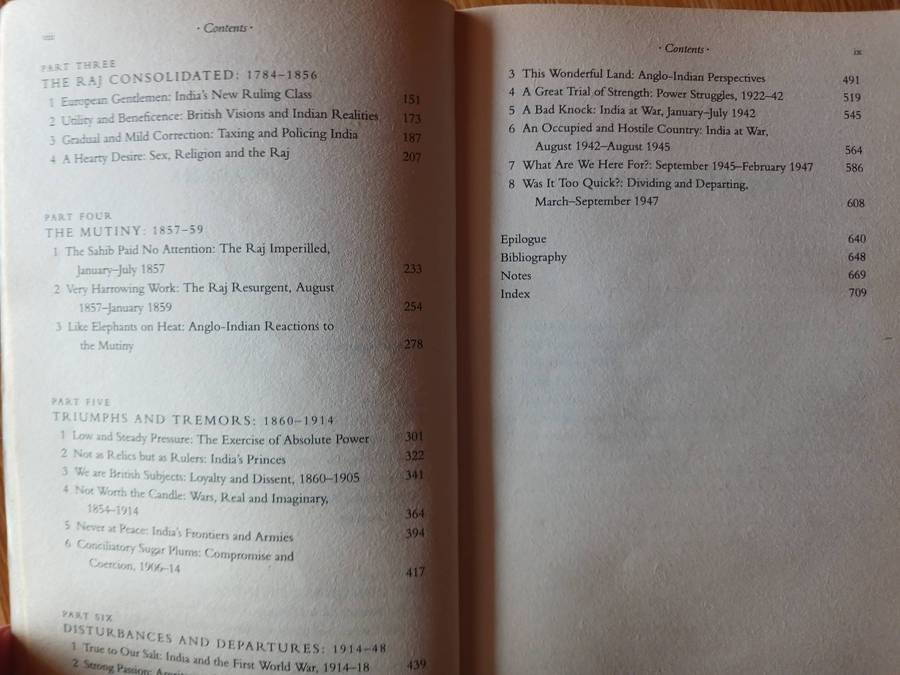 · Contents ·
PART THREE
THE RAJ CONSOLIDATED: 1784–1856
1 European Gentlemen: India's New Ruling Class 151
2 Utility and Beneficence: British Visions and Indian Realities 173
3 Gradual and Mild Correction: Taxing and Policing India 187
4 A Hearty Desire: Sex, Religion and the Raj 207
PART FOUR
THE MUTINY: 1857–59
1 The Sahib Paid No Attention: The Raj Imperilled,
January–July 1857 233
2 Very Harrowing Work: The Raj Resurgent, August
1857–January 1859 254
3 Like Elephants on Heat: Anglo-Indian Reactions to
the Mutiny 278
PART FIVE
TRIUMPHS AND TREMORS: 1860–1914
1 Low and Steady Pressure: The Exercise of Absolute Power 301
2 Not as Relics but as Rulers: India's Princes 322
3 We are British Subjects: Loyalty and Dissent, 1860–1905 341
4 Not Worth the Candle: Wars, Real and Imaginary,
1854–1914 364
5 Never at Peace: India's Frontiers and Armies 394
6 Conciliatory Sugar Plums: Compromise and
Coercion, 1906–14 417
PART SIX
DISTURBANCES AND DEPARTURES: 1914–48
1 True to Our Salt: India and the First World War, 1914–18 439
2 Strong Passion:
· Contents · ix
3 This Wonderful Land: Anglo-Indian Perspectives 491
4 A Great Trial of Strength: Power Struggles, 1922–42 519
5 A Bad Knock: India at War, January–July 1942 545
6 An Occupied and Hostile Country: India at War,
August 1942–August 1945 564
7 What Are We Here For?: September 1945–February 1947 586
8 Was It Too Quick?: Dividing and Departing,
March–September 1947 608
Epilogue 640
Bibliography 648
Notes 669
Index 709